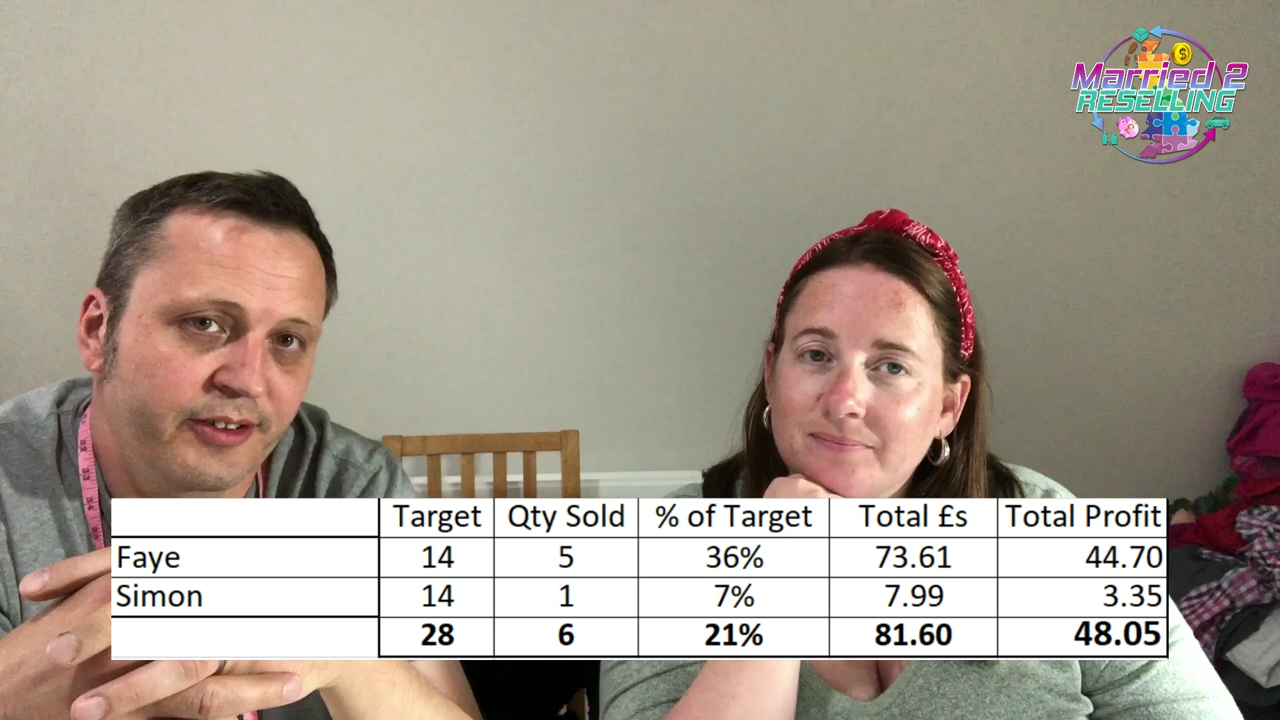 Married 2
RESELLING
Target Qty Sold % of Target Total £s Total Profit
Faye 14 5 36% 73.61 44.70
Simon 14 1 7% 7.99 3.35
28 6 21% 81.60 48.05